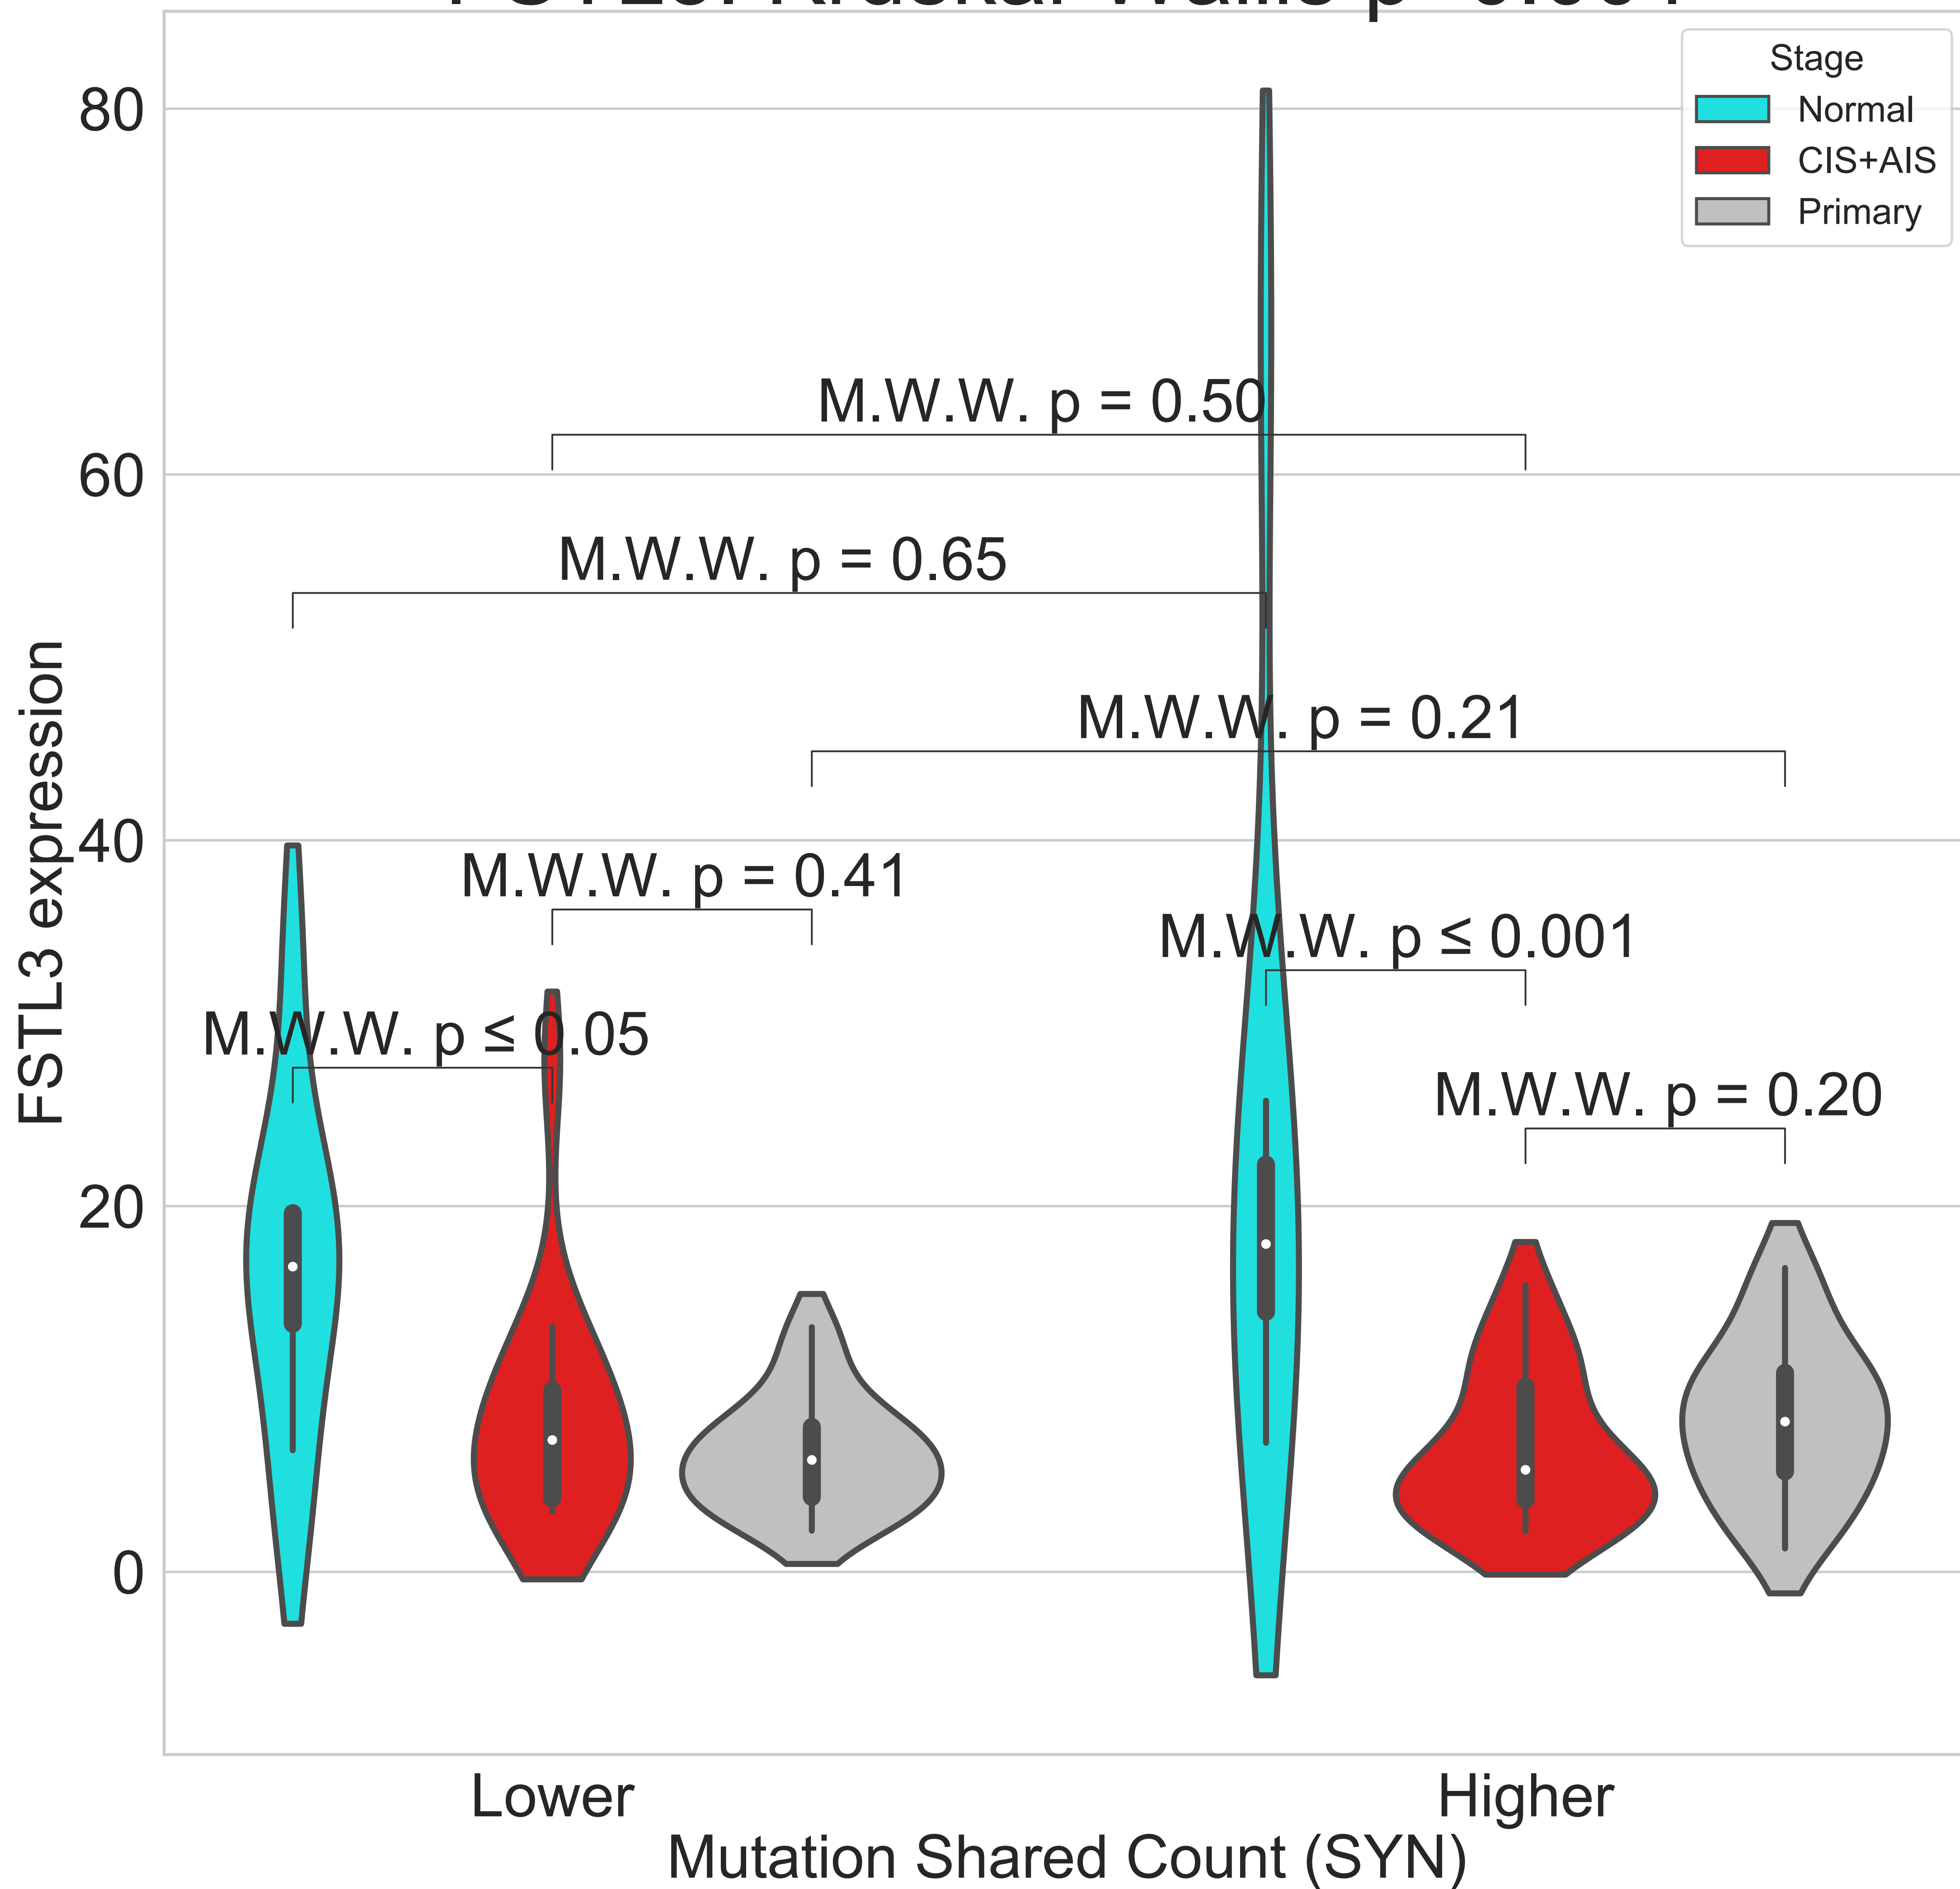 Stage
Normal
CIS+AIS
Primary
80
60
40
20
0
FSTL3 expression
M.W.W. p = 0.50
M.W.W. p = 0.65
M.W.W. p = 0.21
M.W.W. p = 0.41
M.W.W. p ≤ 0.001
M.W.W. p ≤ 0.05
M.W.W. p = 0.20
Lower
Higher
Mutation Shared Count (SYN)